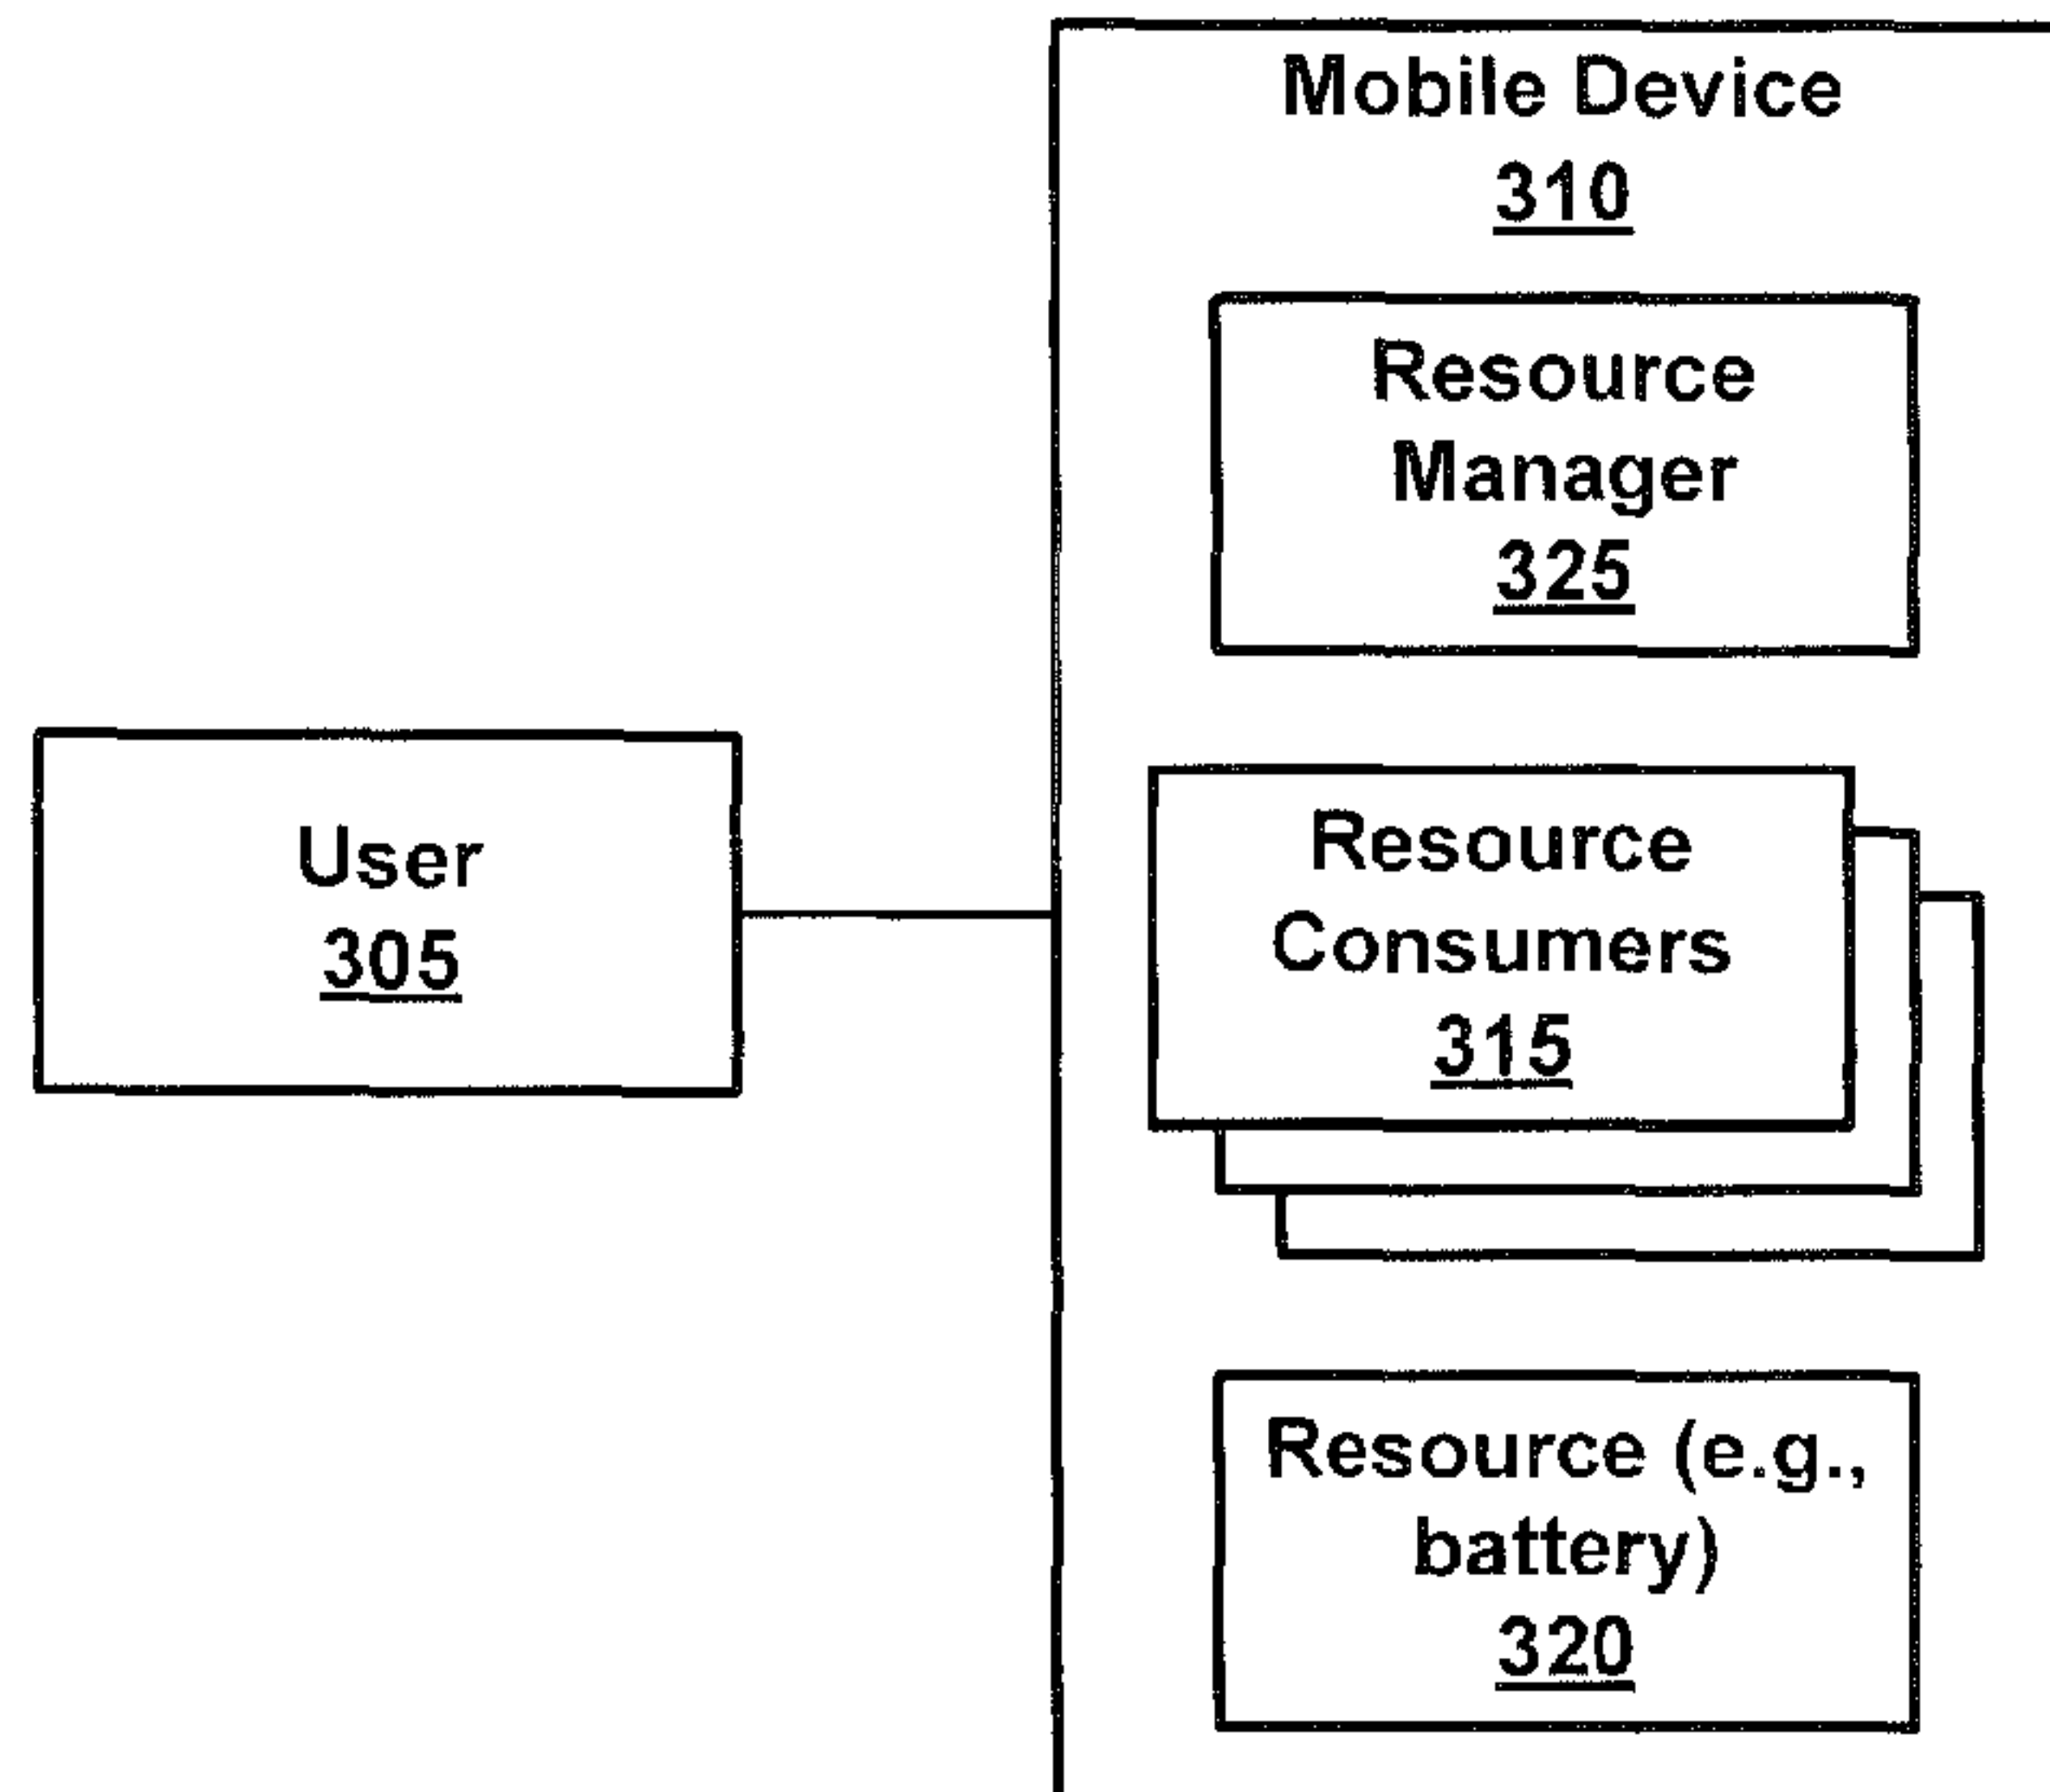 Mobile Device
310
Resource
Manager
325
User
305
Resource
Consumers
315
Resource (e.g.,
battery)
320